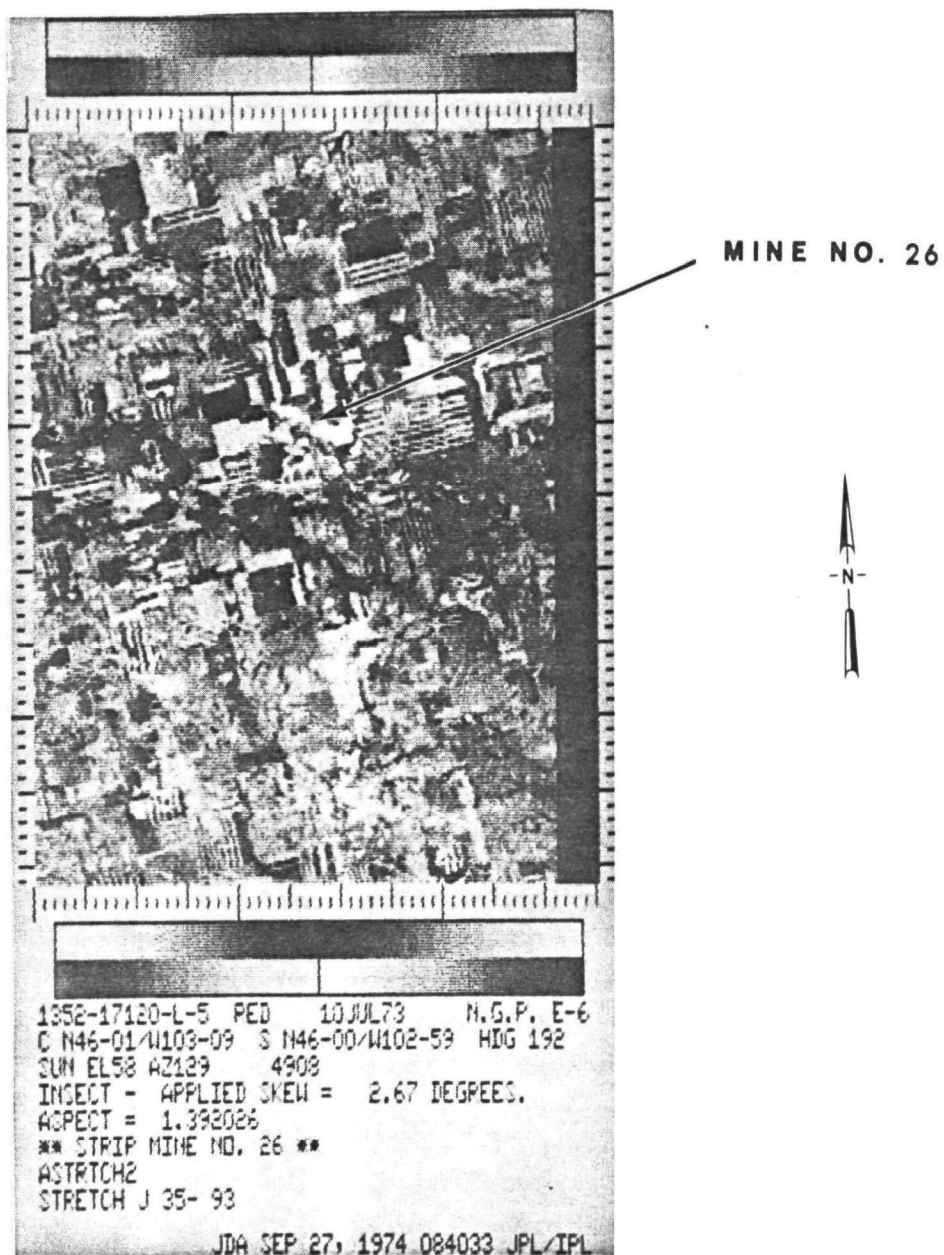 MINE NO. 26
-N-
1352-17120-L-5 PED 10JUL73 N.G.P. E-6
C N46-01/W103-09 S N46-00/W102-59 HDG 192
SUN EL58 AZ129 4908
INSECT - APPLIED SKEW = 2.67 DEGREES.
ASPECT = 1.392026
** STRIP MINE NO. 26 **
ASTRTCH2
STRETCH J 35- 93
JDA SEP 27, 1974 084033 JPL/IPL